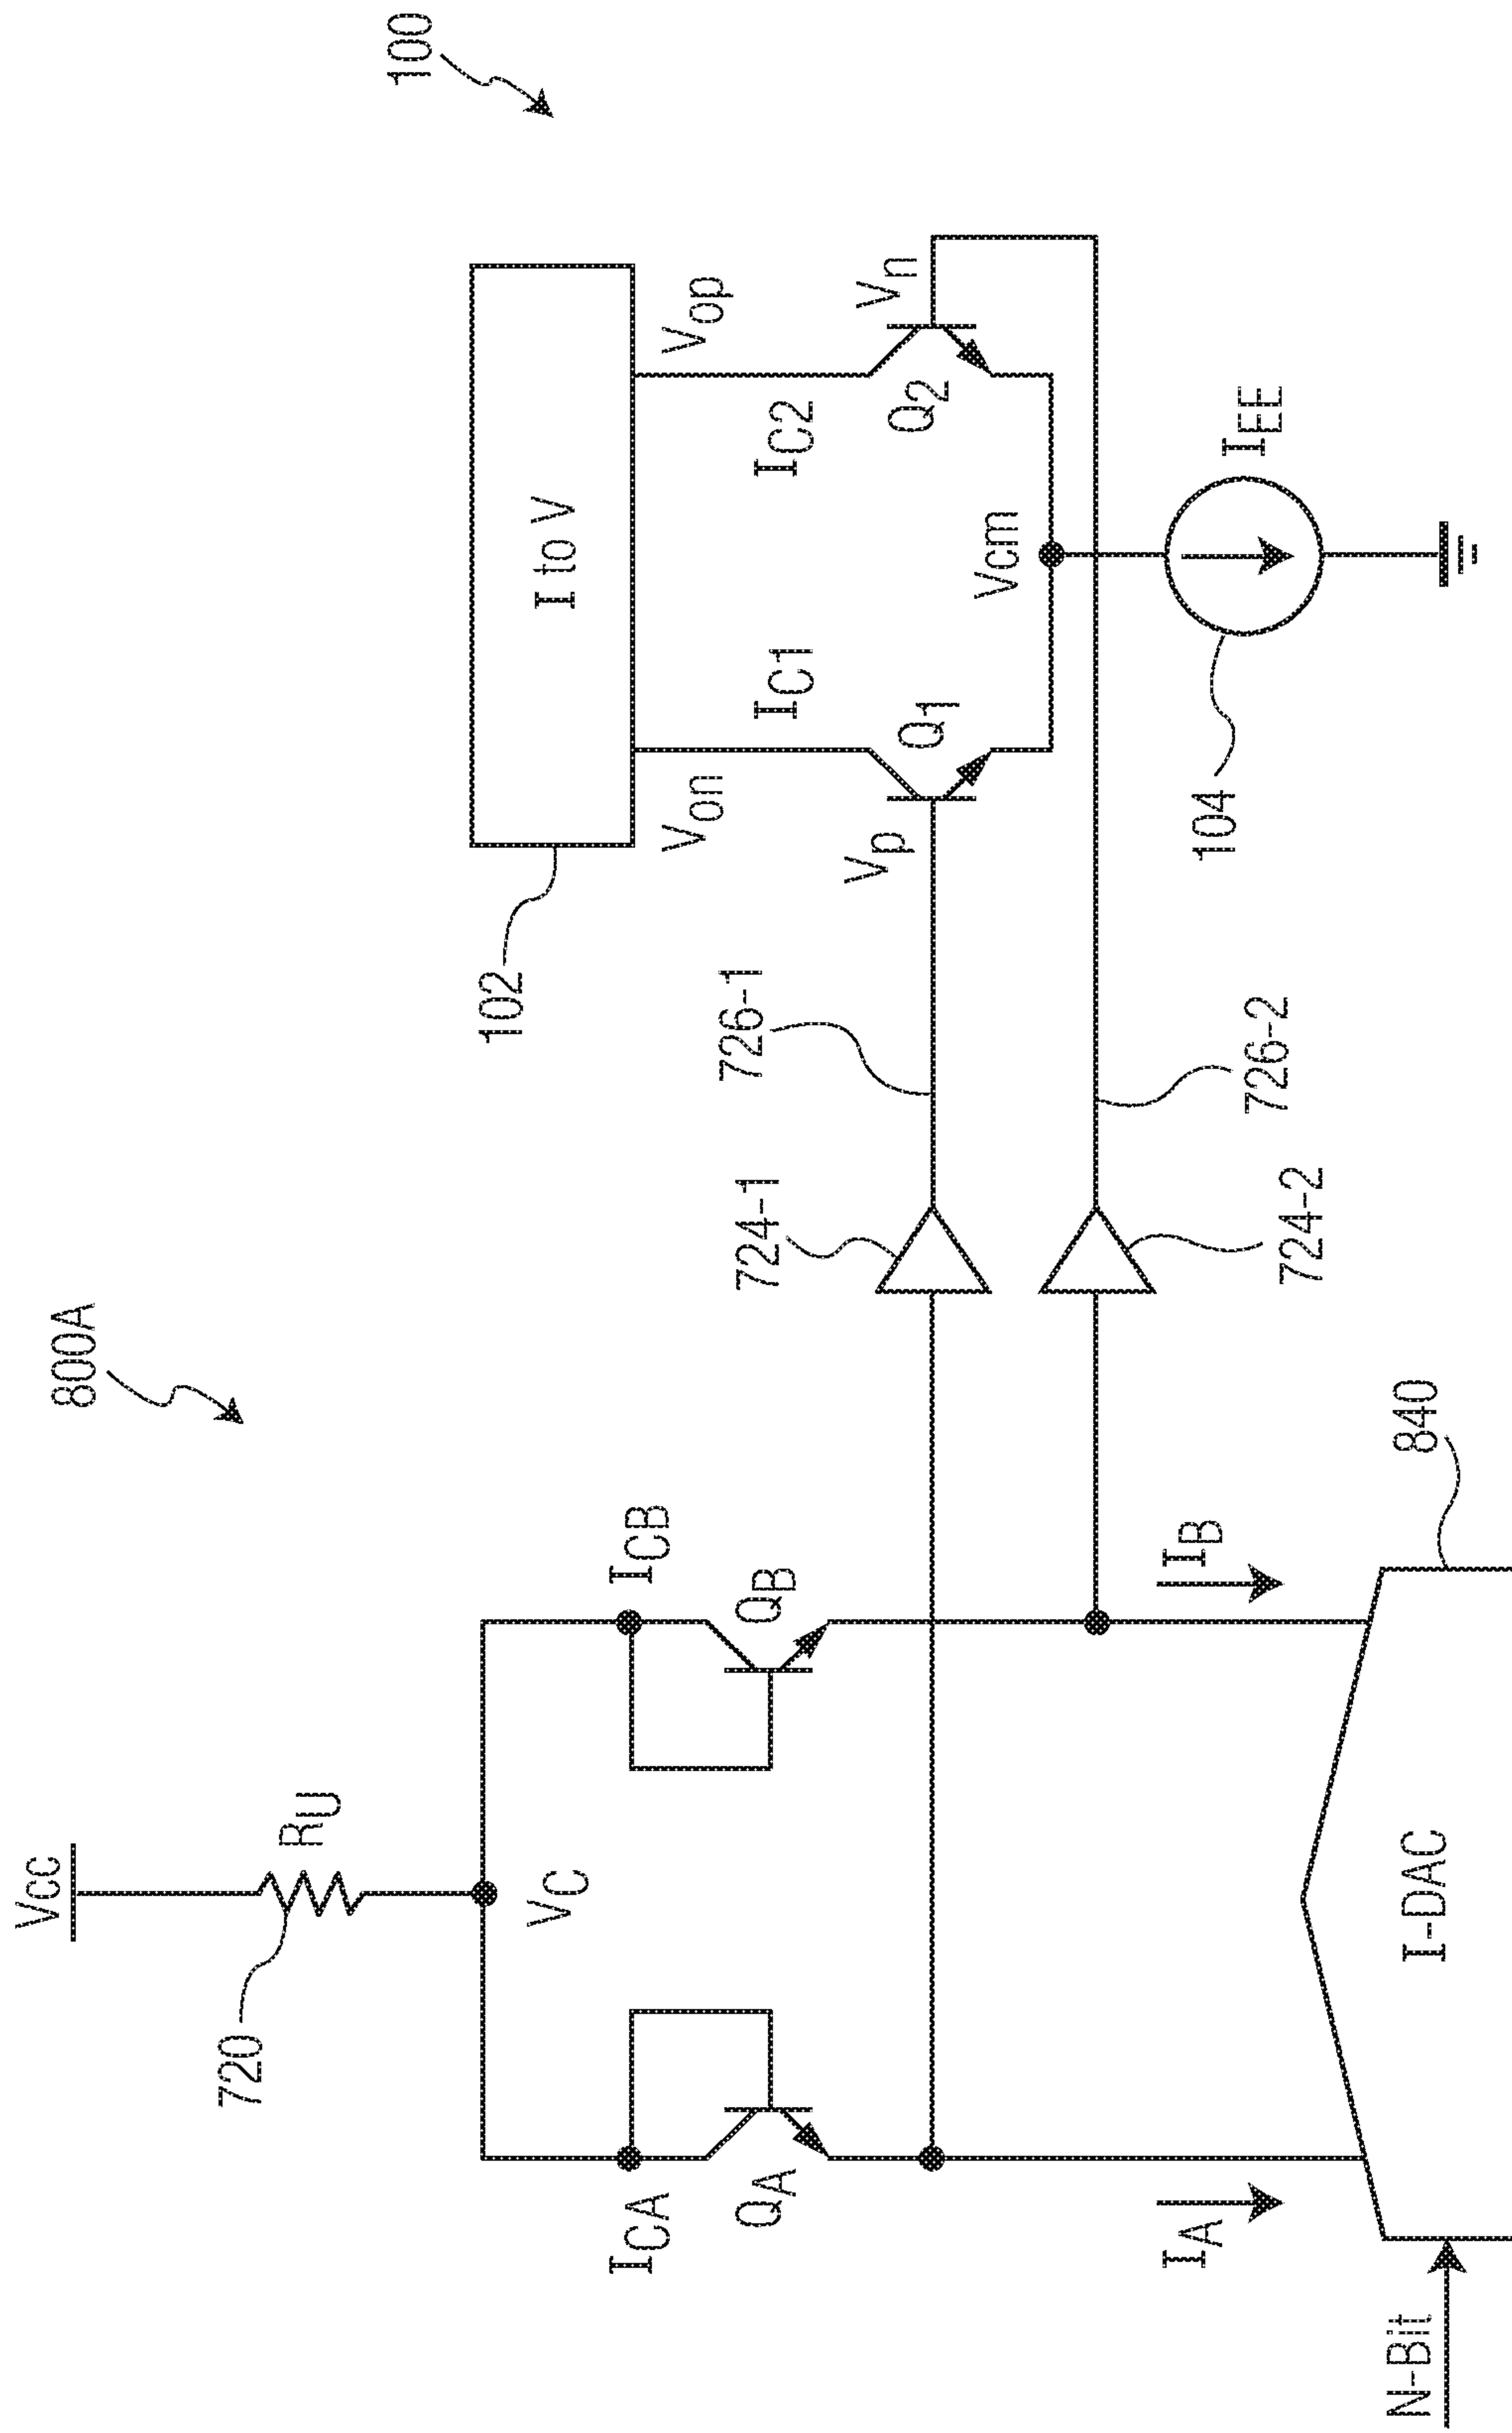 800A
100
Vcc
RU
720
VC
ICA
ICB
QA
QB
IA
IB
N-Bit
I-DAC
840
724-1
724-2
726-1
726-2
102
I to V
Von
Vop
IC1
IC2
Vp
Q1
Q2
Vn
Vcm
104
IEE